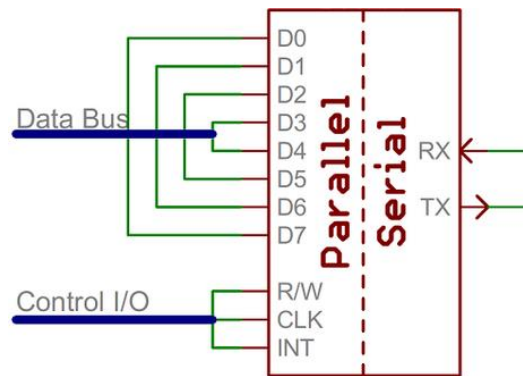 Data Bus
Control I/O
D0
D1
D2
D3
D4
D5
D6
D7
R/W
CLK
INT
Parallel
Serial
RX
TX